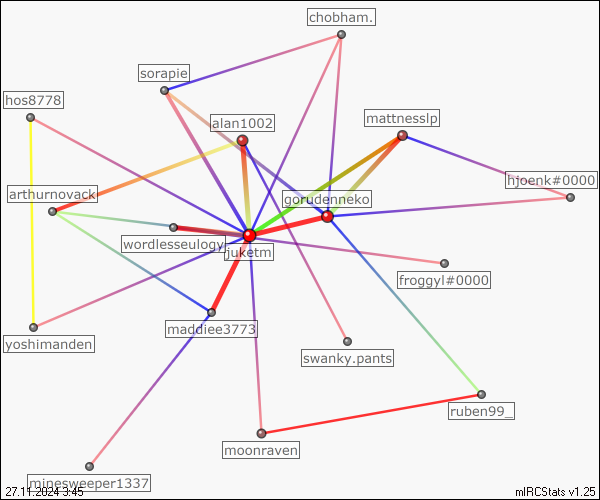 chobham.
sorapie
hos8778
alan1002
mattnesslp
hjoenk#0000
arthurnovack
gorudenneko
wordlesseulogy
juketm
froggyl#0000
maddiee3773
yoshimanden
swanky.pants
ruben99_
moonraven
minesweeper1337
27.11.2024 3:45
mIRCStats v1.25